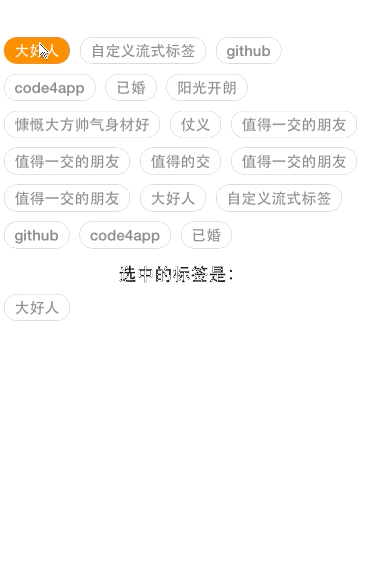 大好人 自定义流式标签 github
code4app 已婚 阳光开朗
慷慨大方帅气身材好 仗义 值得一交的朋友
值得一交的朋友 值得的交 值得一交的朋友
值得一交的朋友 大好人 自定义流式标签
github code4app 已婚
选中的标签是：
大好人